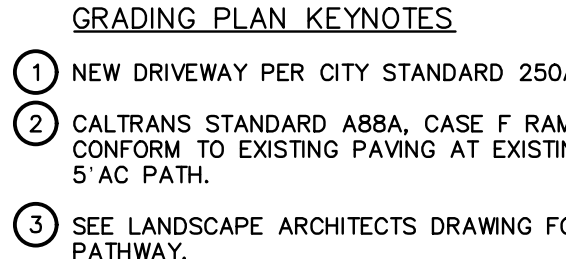 GRADING PLAN KEYNOTES
1 NEW DRIVEWAY PER CITY STANDARD
2 CALTRANS STANDARD A88A, CASE F
CONFORM TO EXISTING PAVING AT
5' AC PATH.
3 SEE LANDSCAPE ARCHITECTS DRAWING
PATHWAY.